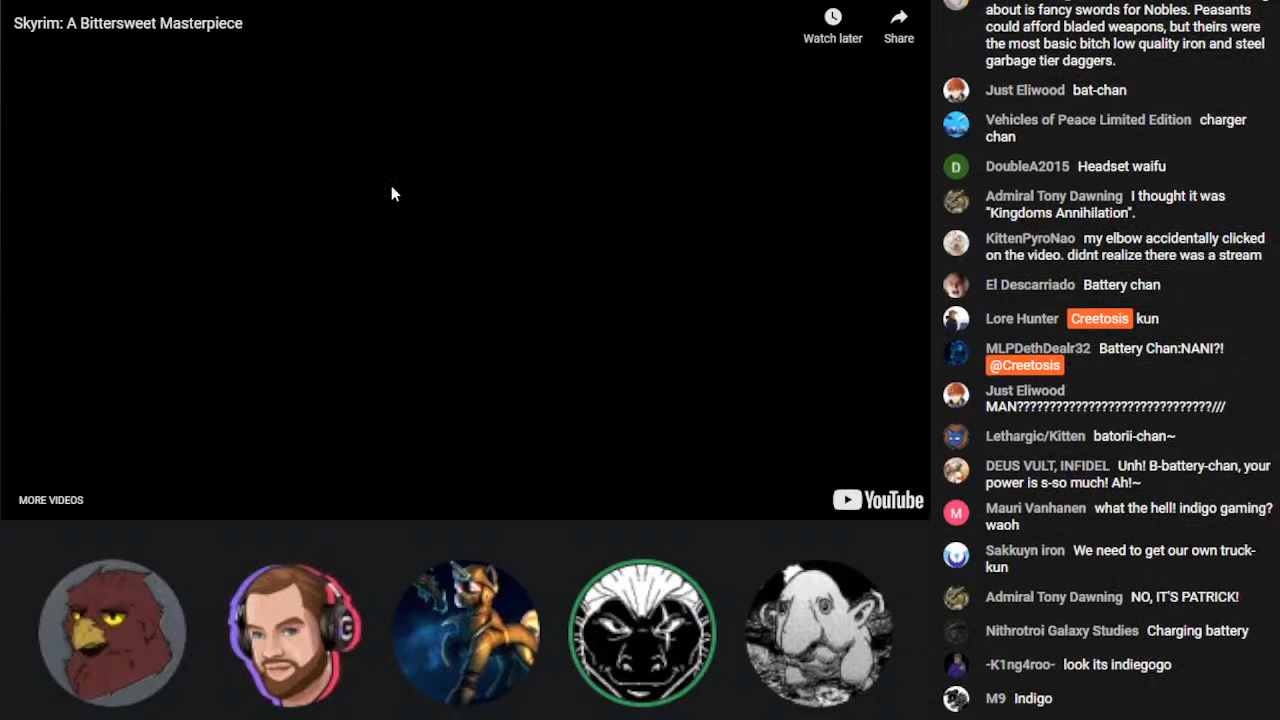 Skyrim: A Bittersweet Masterpiece
Watch later
Share
MORE VIDEOS
YouTube
about is fancy swords for Nobles. Peasants
could afford bladed weapons, but theirs were
the most basic bitch low quality iron and steel
garbage tier daggers.
Just Eliwood bat-chan
Vehicles of Peace Limited Edition charger
chan
D
DoubleA2015 Headset waifu
Admiral Tony Dawning I thought it was
"Kingdoms Annihilation".
KittenPyroNao my elbow accidentally clicked
on the video. didnt realize there was a stream
El Descarriado Battery chan
Lore Hunter Creetosis kun
MLPDethDealr32 Battery Chan:NANI?!
@Creetosis
Just Eliwood
MAN??????????????????????????????///
Lethargic/Kitten batorii-chan~
DEUS VULT, INFIDEL Unh! B-battery-chan, your
power is s-so much! Ah!~
M
Mauri Vanhanen what the hell! indigo gaming?
waoh
Sakkuyn iron We need to get our own truck-
kun
Admiral Tony Dawning NO, IT'S PATRICK!
Nithrotroi Galaxy Studies Charging battery
-K1ng4roo- look its indiegogo
M9 Indigo